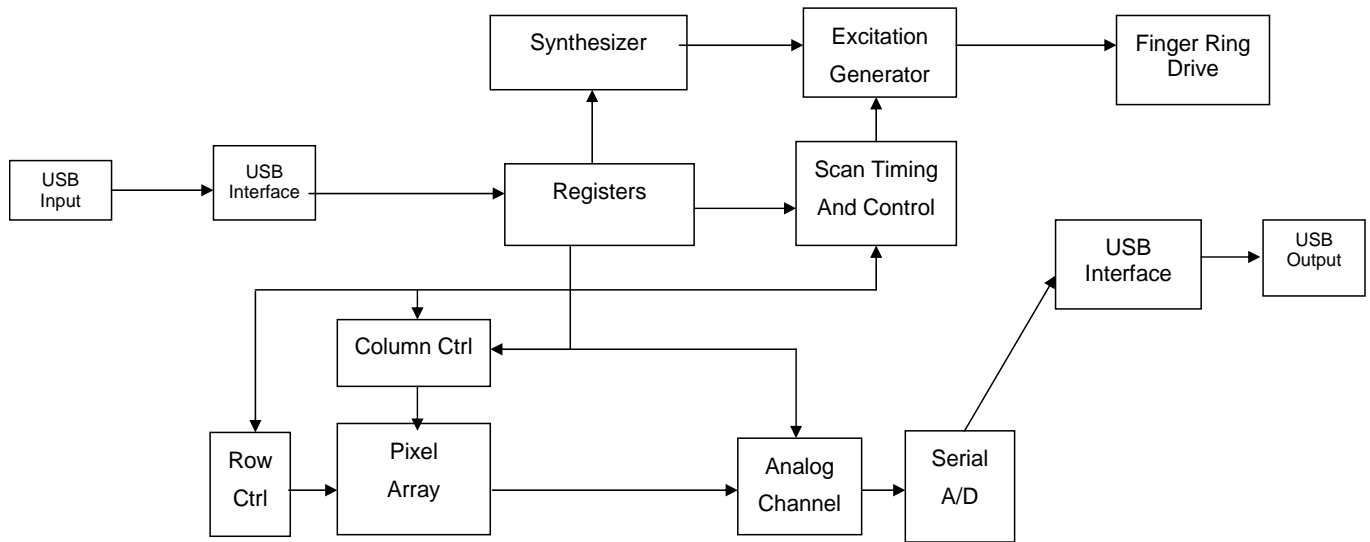 Synthesizer
Excitation
Generator
Finger Ring
Drive
USB
Input
USB
Interface
Registers
Scan Timing
And Control
USB
Interface
USB
Output
Column Ctrl
Row
Ctrl
Pixel
Array
Analog
Channel
Serial
A/D